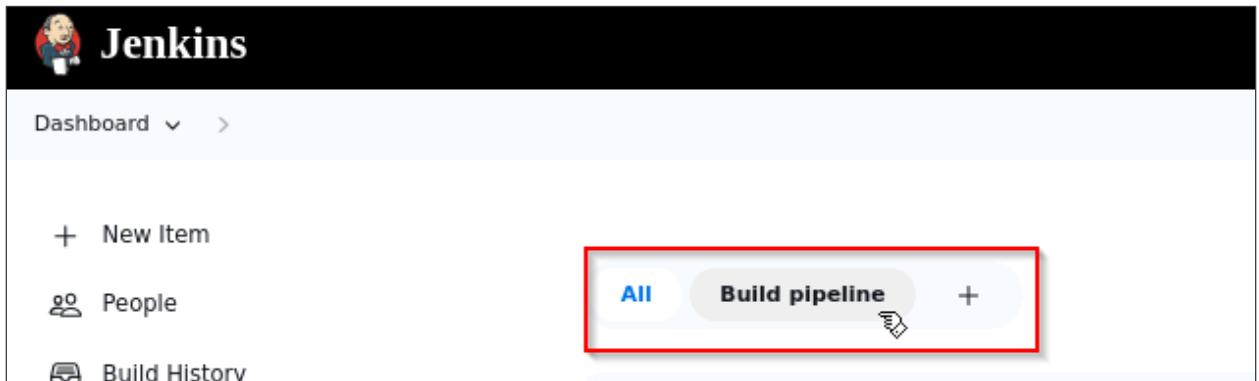 Jenkins
Dashboard
New Item
People
Build History
All
Build pipeline
+